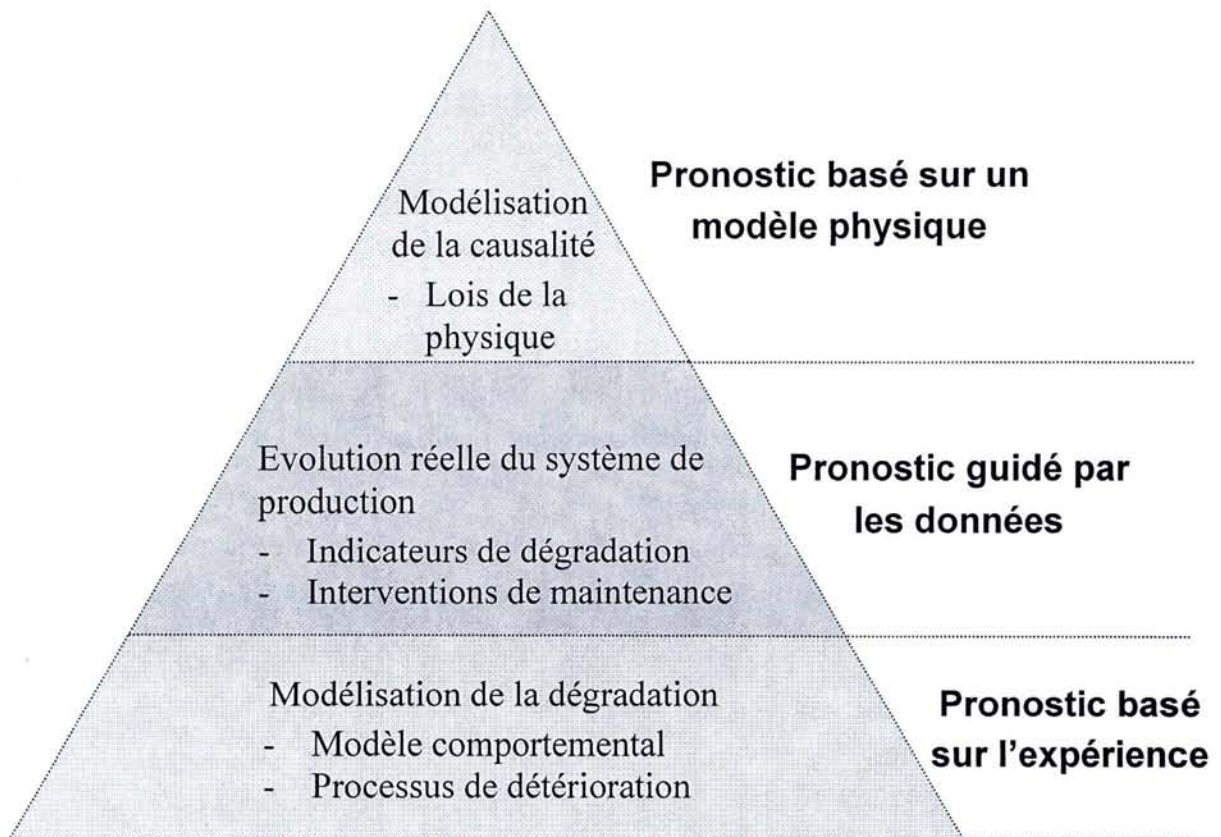 Modélisation
de la causalité
- Lois de la
physique
Pronostic basé sur un
modèle physique
Evolution réelle du système de
production
- Indicateurs de dégradation
- Interventions de maintenance
Pronostic guidé par
les données
Modélisation de la dégradation
- Modèle comportemental
- Processus de détérioration
Pronostic basé
sur l'expérience